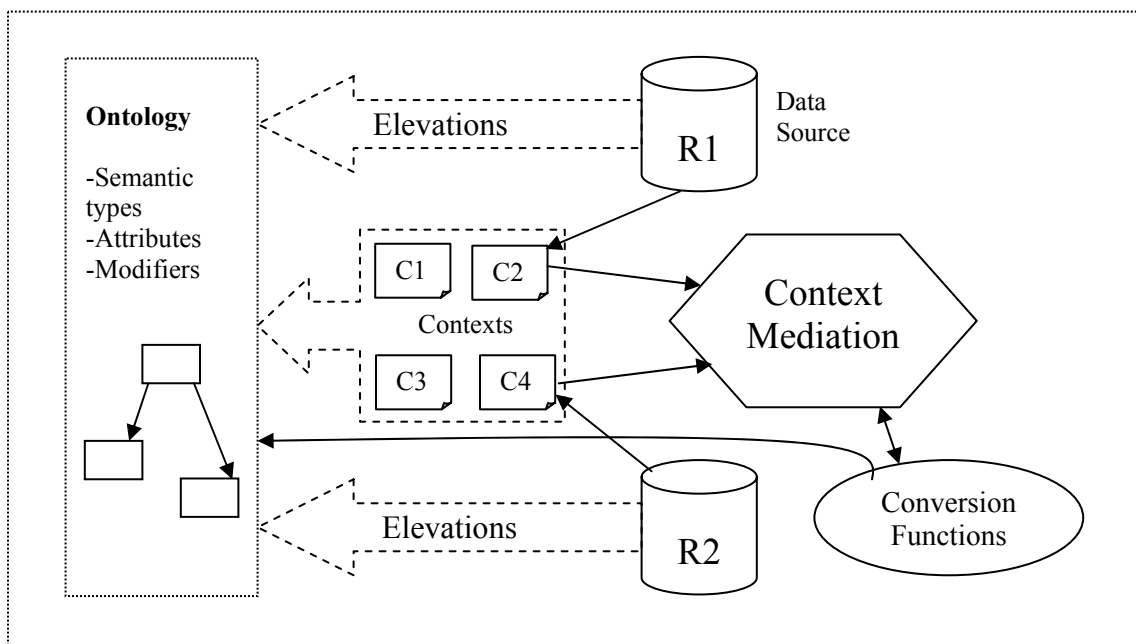 Ontology
-Semantic
types
-Attributes
-Modifiers
Elevations
R1
Data
Source
C1
C2
Contexts
C3
C4
Context
Mediation
Elevations
R2
Conversion
Functions